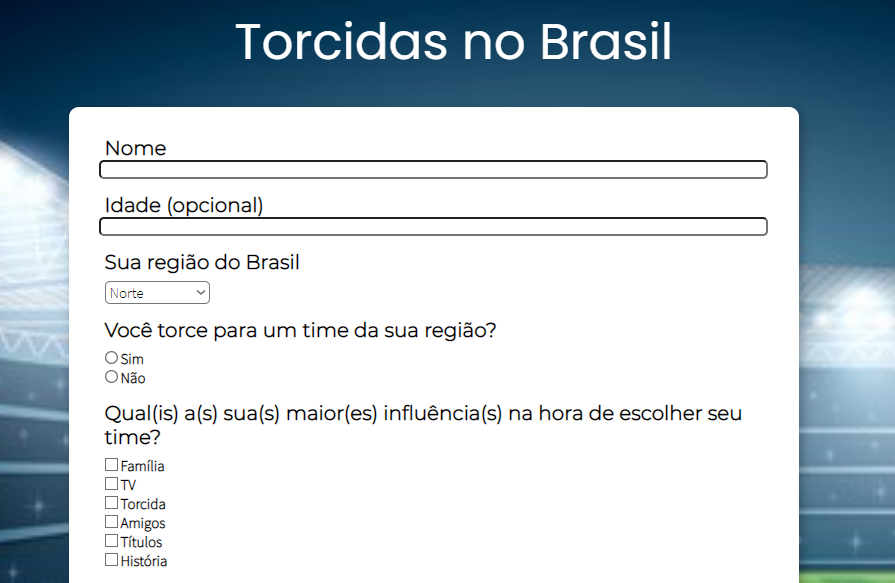 Torcidas no Brasil
Nome
Idade (opcional)
Sua região do Brasil
Norte
Você torce para um time da sua região?
Sim
Não
Qual(is) a(s) sua(s) maior(es) influência(s) na hora de escolher seu
time?
Família
TV
Torcida
Amigos
Títulos
História